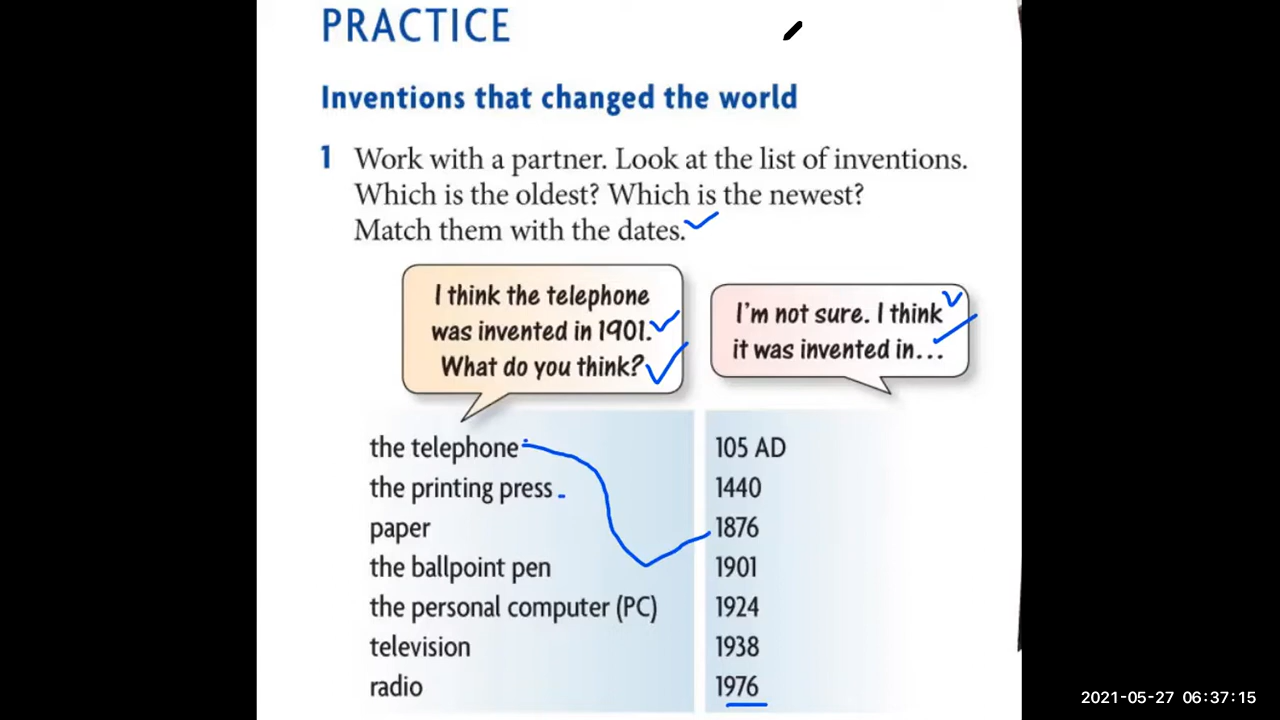 PRACTICE
Inventions that changed the world
1 Work with a partner. Look at the list of inventions.
Which is the oldest? Which is the newest?
Match them with the dates.
I think the telephone
was invented in 1901.
What do you think?
I'm not sure. I think
it was invented in...
the telephone 105 AD
the printing press 1440
paper 1876
the ballpoint pen 1901
the personal computer (PC) 1924
television 1938
radio 1976
2021-05-27 06:37:15